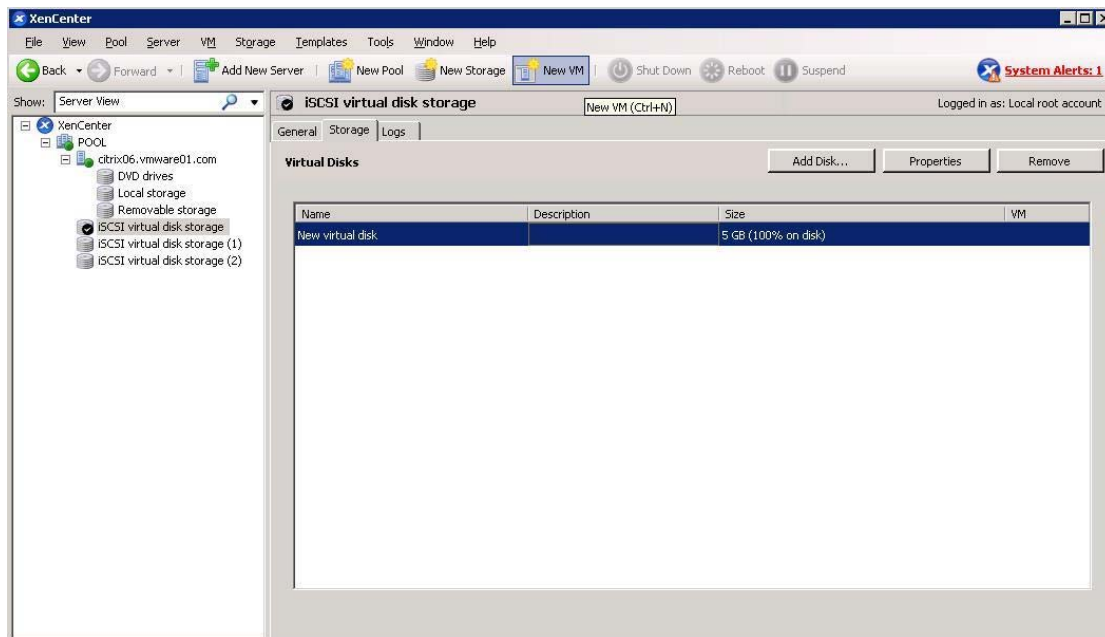 XenCenter
File View Pool Server VM Storage Templates Tools Window Help
Back Forward Add New Server New Pool New Storage New VM Shut Down Reboot Suspend System Alerts: 1
Show: Server View iSCSI virtual disk storage New VM (Ctrl+N) Logged in as: Local root account
XenCenter
POOL
citrix06.vmware01.com
DVD drives
Local storage
Removable storage
iSCSI virtual disk storage
iSCSI virtual disk storage (1)
iSCSI virtual disk storage (2)
General Storage Logs
Virtual Disks Add Disk... Properties Remove
Name Description Size VM
New virtual disk 5 GB (100% on disk)